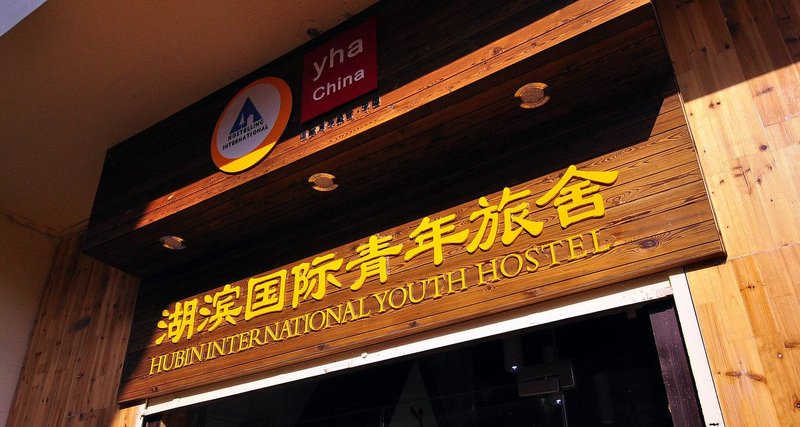 yha
China
HOSTELLING
INTERNATIONAL
湖滨国际青年旅舍
HUBIN INTERNATIONAL YOUTH HOSTEL